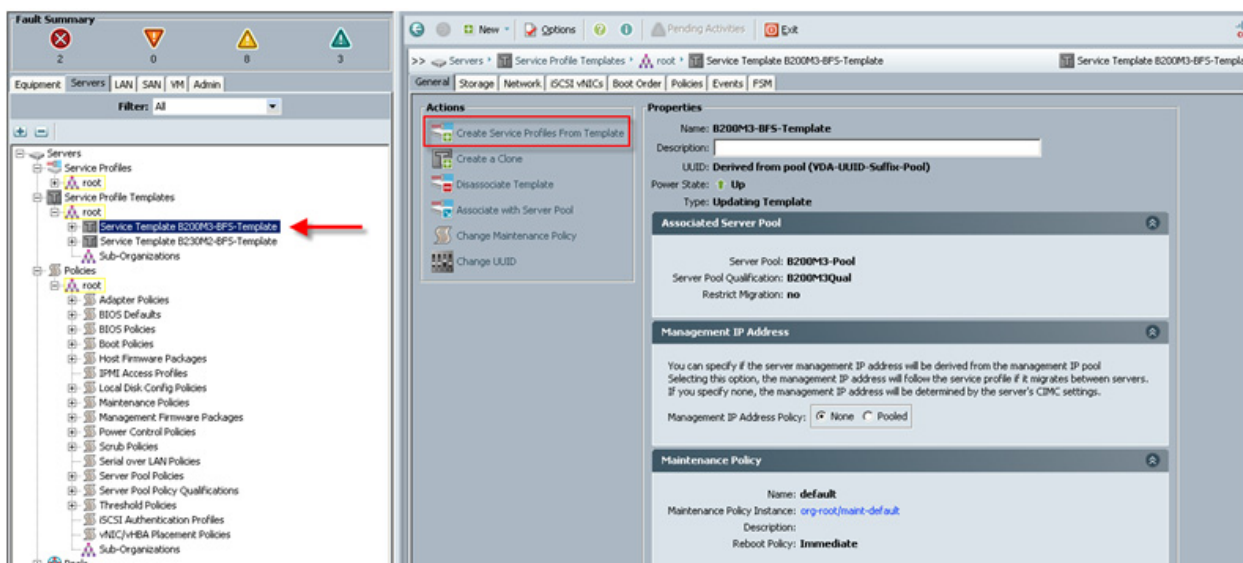 Fault Summary
2 0 8 3
Equipment Servers LAN SAN VM Admin
Filter: All
Servers
Service Profiles
root
Service Profile Templates
root
Service Template B200M3-BFS-Template
Service Template B230M2-BFS-Template
Sub-Organizations
Policies
root
Adapter Policies
BIOS Defaults
BIOS Policies
Boot Policies
Host Firmware Packages
IPMI Access Profiles
Local Disk Config Policies
Maintenance Policies
Management Firmware Packages
Power Control Policies
Scrub Policies
Serial over LAN Policies
Server Pool Policies
Server Pool Policy Qualifications
Threshold Policies
iSCSI Authentication Profiles
vNIC/vHBA Placement Policies
Sub-Organizations
Pools
New Options Pending Activities Exit
>> Servers Service Profile Templates root Service Template B200M3-BFS-Template Service Template B200M3-BFS-Templa
General Storage Network iSCSI vNICs Boot Order Policies Events FSM
Actions
Create Service Profiles From Template
Create a Clone
Disassociate Template
Associate with Server Pool
Change Maintenance Policy
Change UUID
Properties
Name: B200M3-BFS-Template
Description:
UUID: Derived from pool (VDA-UUID-Suffix-Pool)
Power State: Up
Type: Updating Template
Associated Server Pool
Server Pool: B200M3-Pool
Server Pool Qualification: B200M3Qual
Restrict Migration: no
Management IP Address
You can specify if the server management IP address will be derived from the management IP pool
Selecting this option, the management IP address will follow the service profile if it migrates between servers.
If you specify none, the management IP address will be determined by the server's CIMC settings.
Management IP Address Policy: None Pooled
Maintenance Policy
Name: default
Maintenance Policy Instance: org-root/maint-default
Description:
Reboot Policy: Immediate